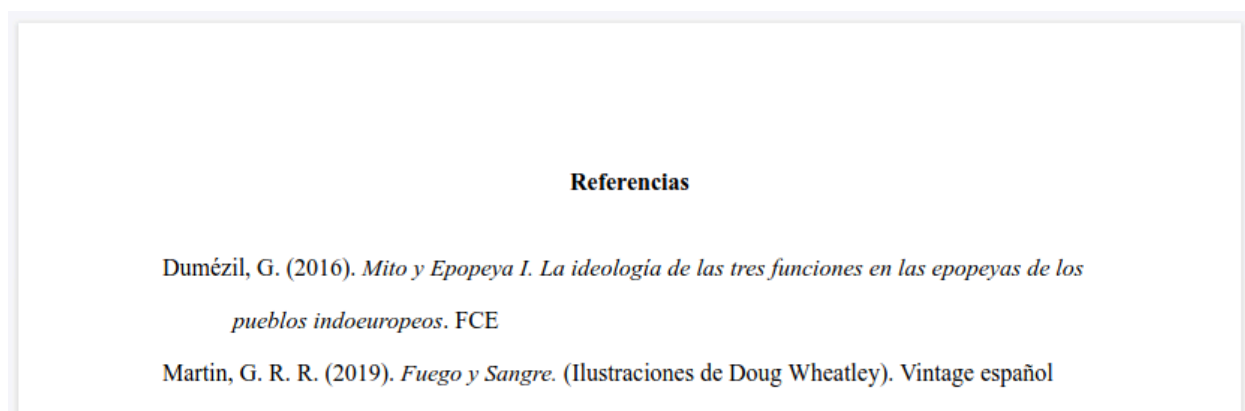 Referencias
Dumézil, G. (2016). Mito y Epopeya I. La ideología de las tres funciones en las epopeyas de los
pueblos indoeuropeos. FCE
Martin, G. R. R. (2019). Fuego y Sangre. (Ilustraciones de Doug Wheatley). Vintage español